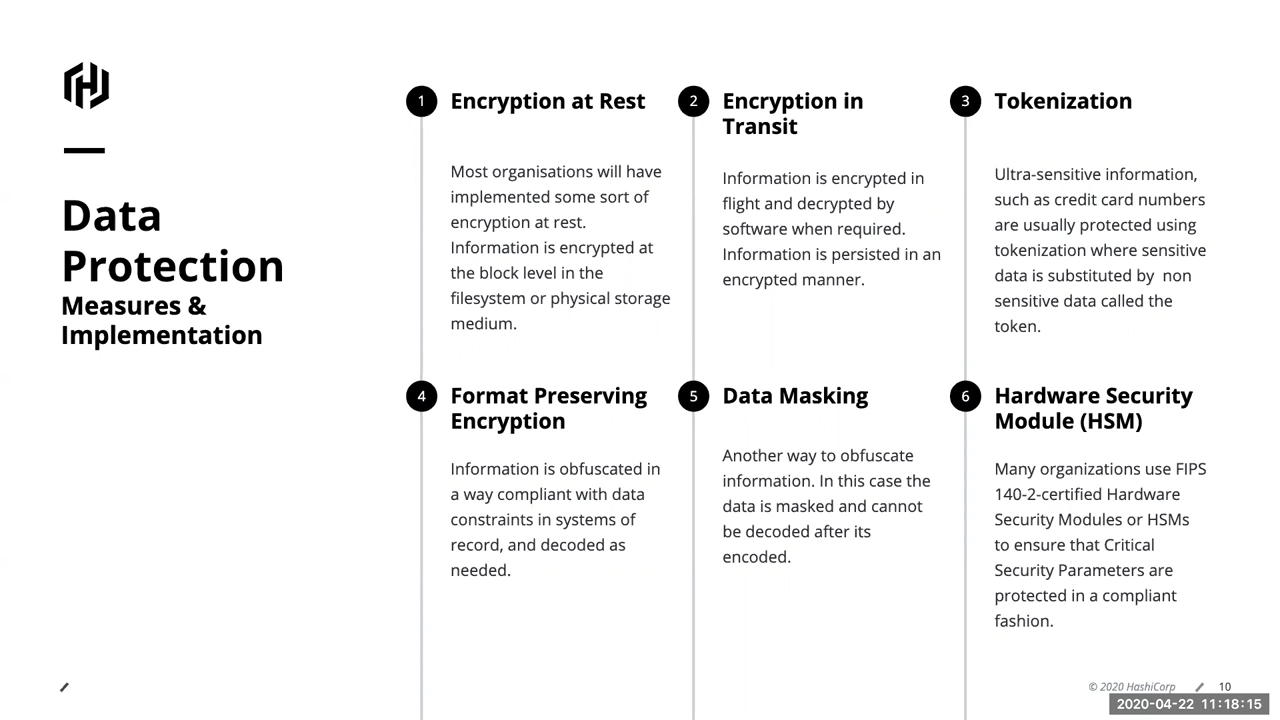 Data
Protection
Measures &
Implementation
1
Encryption at Rest
Most organisations will have
implemented some sort of
encryption at rest.
Information is encrypted at
the block level in the
filesystem or physical storage
medium.
2
Encryption in
Transit
Information is encrypted in
flight and decrypted by
software when required.
Information is persisted in an
encrypted manner.
3
Tokenization
Ultra-sensitive information,
such as credit card numbers
are usually protected using
tokenization where sensitive
data is substituted by  non
sensitive data called the
token.
4
Format Preserving
Encryption
Information is obfuscated in
a way compliant with data
constraints in systems of
record, and decoded as
needed.
5
Data Masking
Another way to obfuscate
information. In this case the
data is masked and cannot
be decoded after its
encoded.
6
Hardware Security
Module (HSM)
Many organizations use FIPS
140-2-certified Hardware
Security Modules or HSMs
to ensure that Critical
Security Parameters are
protected in a compliant
fashion.
© 2020 HashiCorp
10
2020-04-22 11:18:15